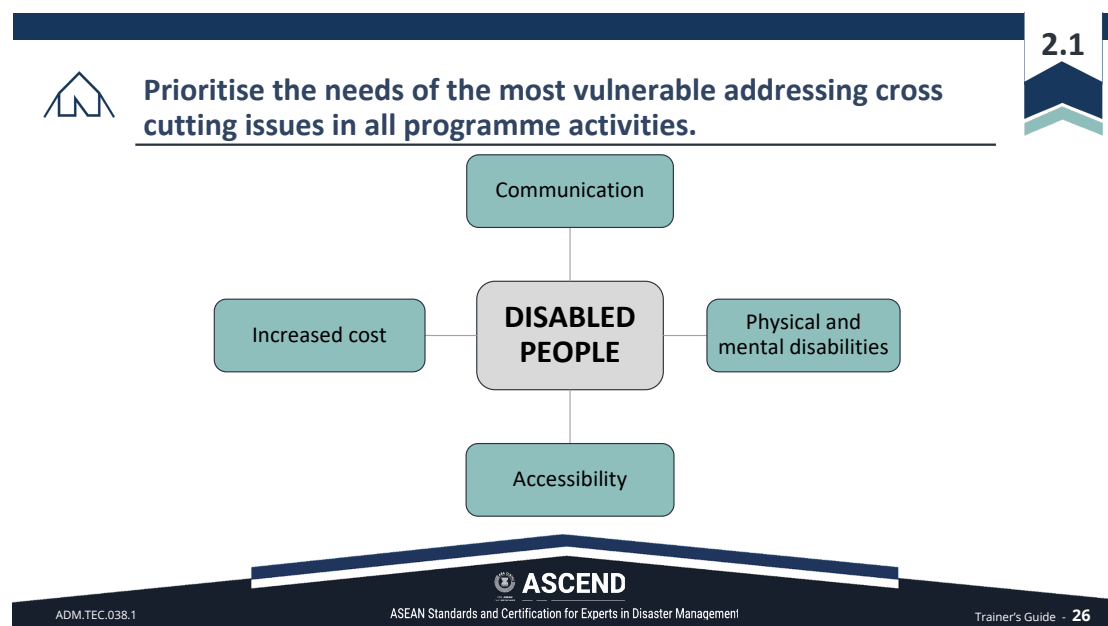 2.1
Prioritise the needs of the most vulnerable addressing cross
cutting issues in all programme activities.
Communication
Increased cost
DISABLED
PEOPLE
Physical and
mental disabilities
Accessibility
ASCEND
ADM.TEC.038.1
ASEAN Standards and Certification for Experts in Disaster Management
Trainer's Guide - 26